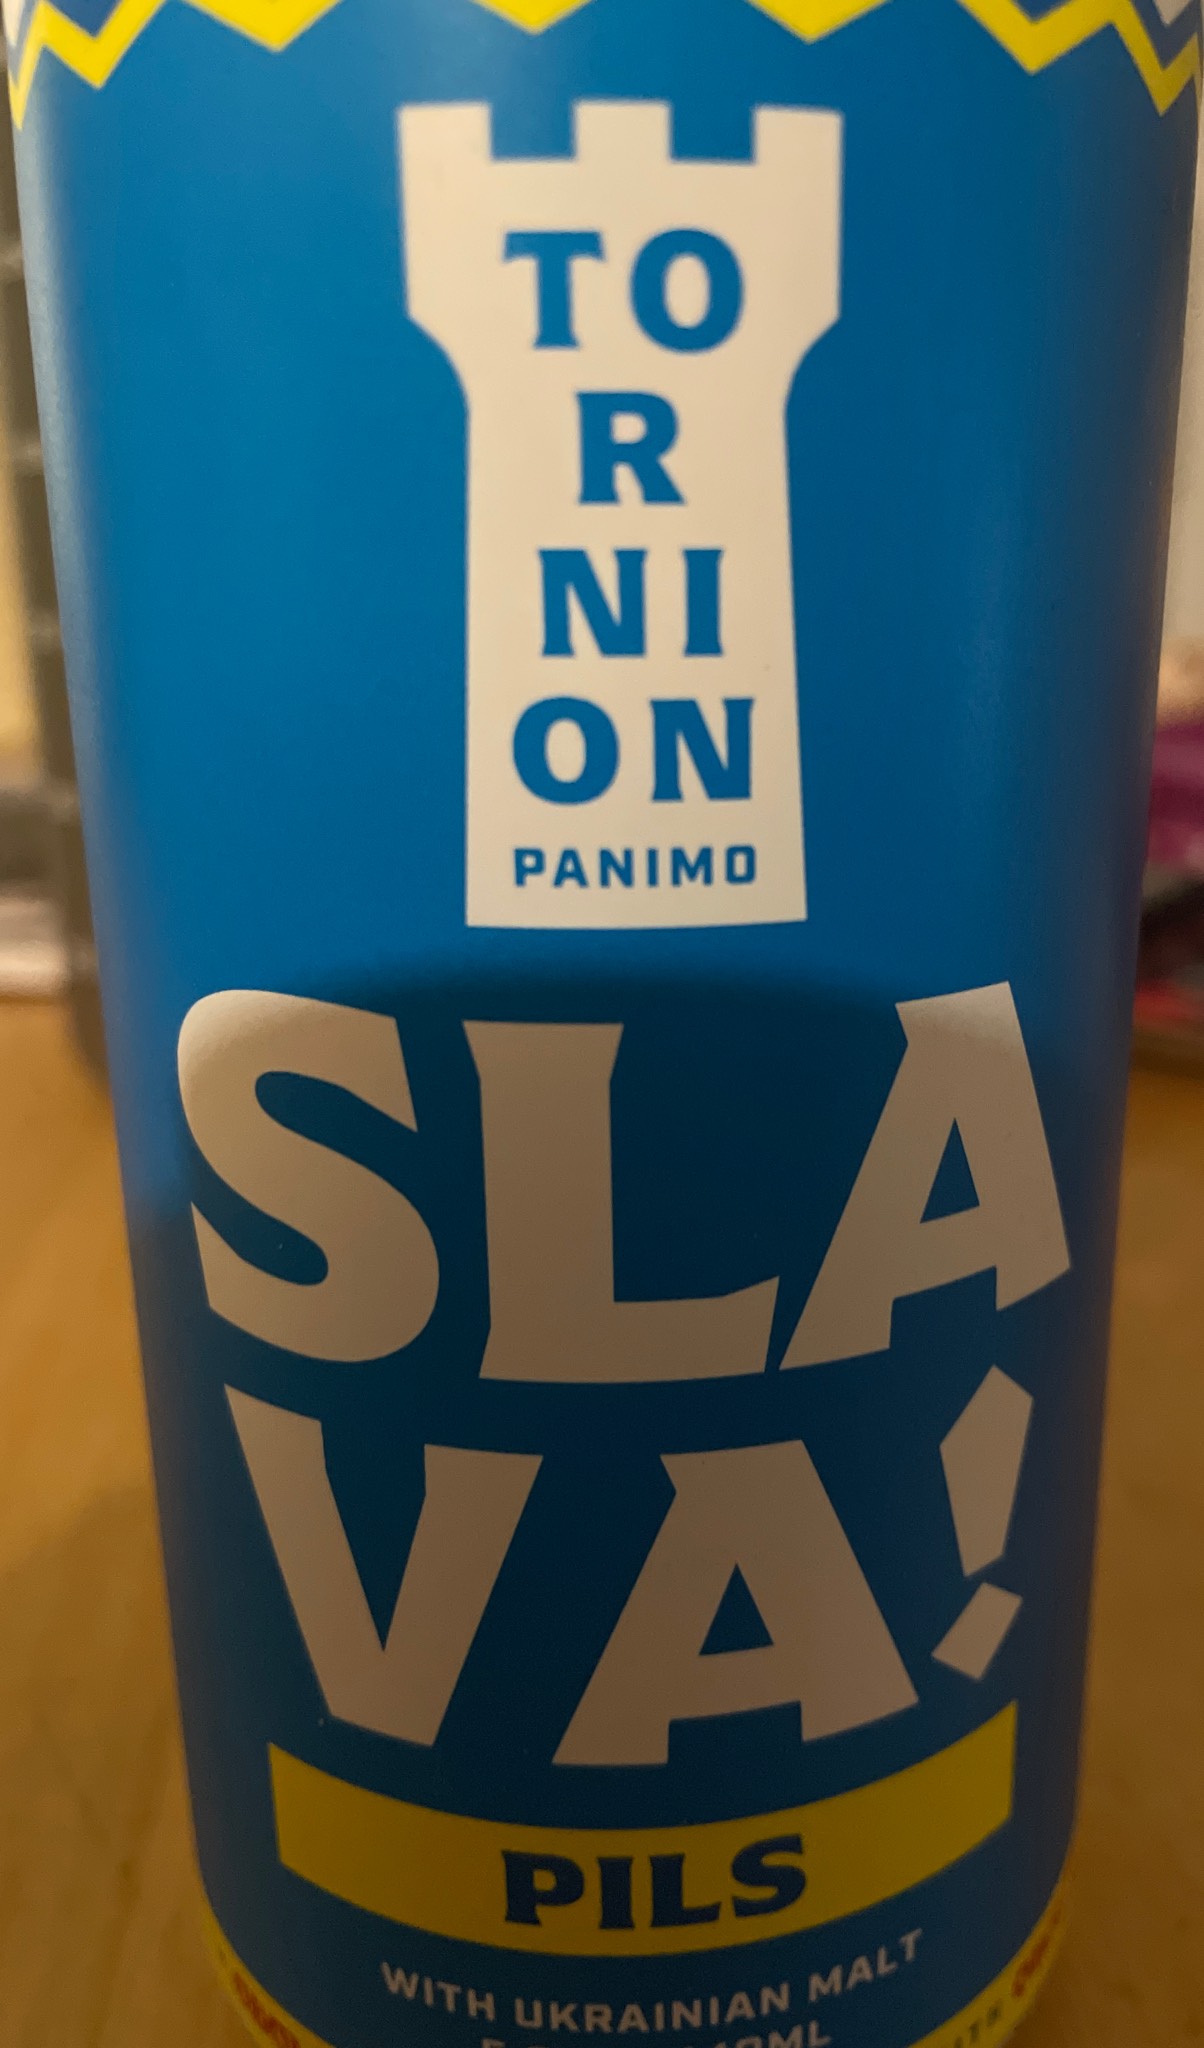 TO
R
NI
ON
PANIMO
SLA
VA!
PILS
WITH UKRAINIAN MALT